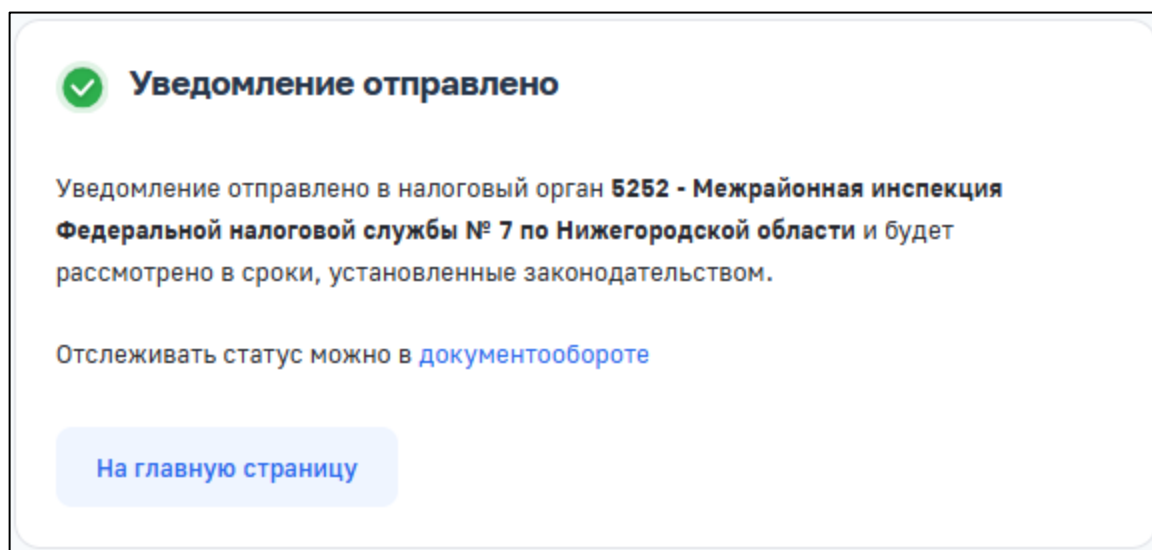 Уведомление отправлено
Уведомление отправлено в налоговый орган 5252 - Межрайонная инспекция
Федеральной налоговой службы № 7 по Нижегородской области и будет
рассмотрено в сроки, установленные законодательством.
Отслеживать статус можно в документообороте
На главную страницу